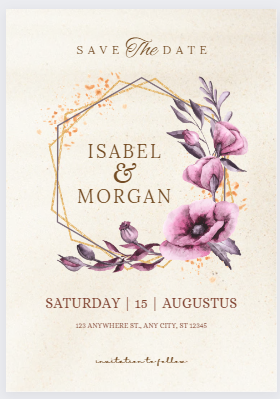 SAVE The DATE
ISABEL
&
MORGAN
SATURDAY | 15 | AUGUSTUS
123 ANYWHERE ST., ANY CITY, ST 12345
invitation to follow